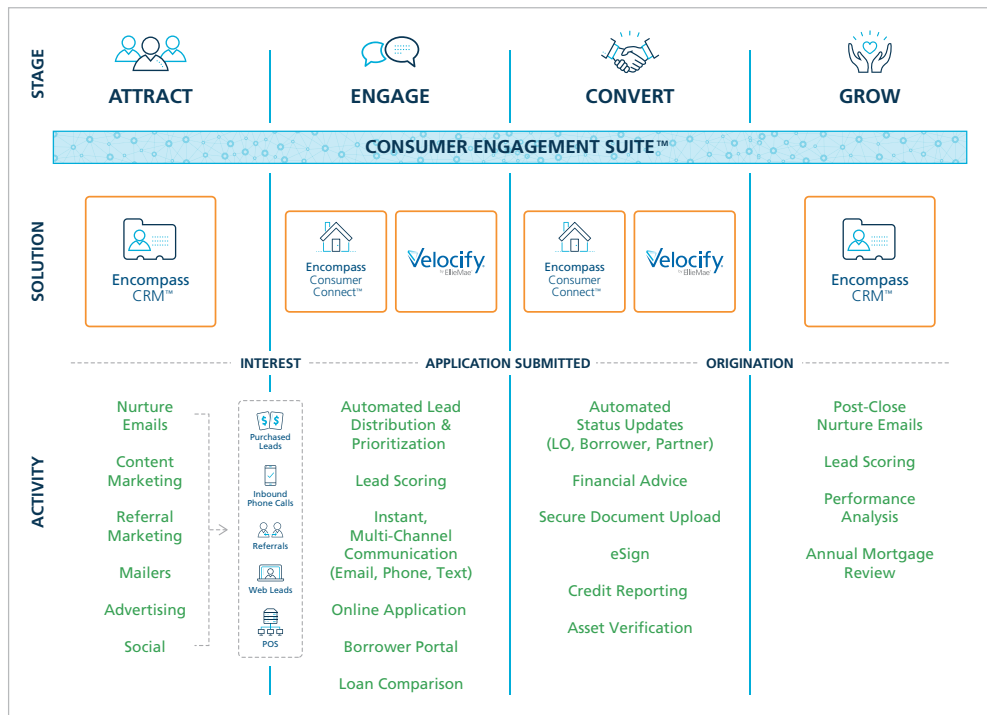 STAGE
ATTRACT
ENGAGE
CONVERT
GROW
CONSUMER ENGAGEMENT SUITE™
SOLUTION
Encompass
CRM™
Encompass
Consumer
Connect™
Velocify®
by EllieMae®
Encompass
Consumer
Connect™
Velocify®
by EllieMae®
Encompass
CRM™
INTEREST
APPLICATION SUBMITTED
ORIGINATION
ACTIVITY
Nurture
Emails
Content
Marketing
Referral
Marketing
Mailers
Advertising
Social
$ $
Purchased
Leads
Inbound
Phone Calls
Referrals
Web Leads
POS
Automated Lead
Distribution &
Prioritization
Lead Scoring
Instant,
Multi-Channel
Communication
(Email, Phone, Text)
Online Application
Borrower Portal
Loan Comparison
Automated
Status Updates
(LO, Borrower, Partner)
Financial Advice
Secure Document Upload
eSign
Credit Reporting
Asset Verification
Post-Close
Nurture Emails
Lead Scoring
Performance
Analysis
Annual Mortgage
Review